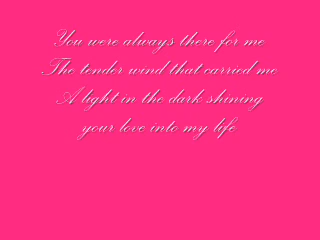 You were always there for me
The tender wind that carried me
A light in the dark shining
your love into my life